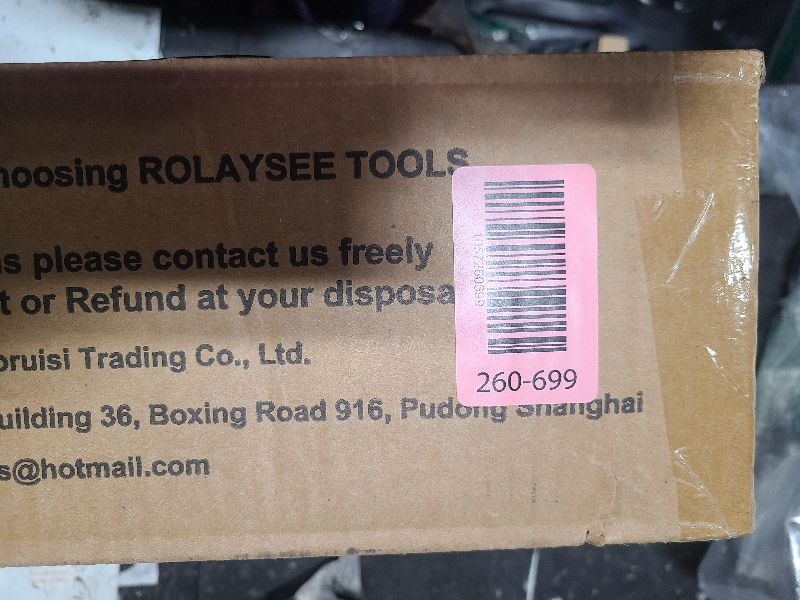 hoosing ROLAYSEE TOOLS
s please contact us freely
t or Refund at your disposa
oruisi Trading Co., Ltd.
uilding 36, Boxing Road 916, Pudong Shanghai
s@hotmail.com
260-699